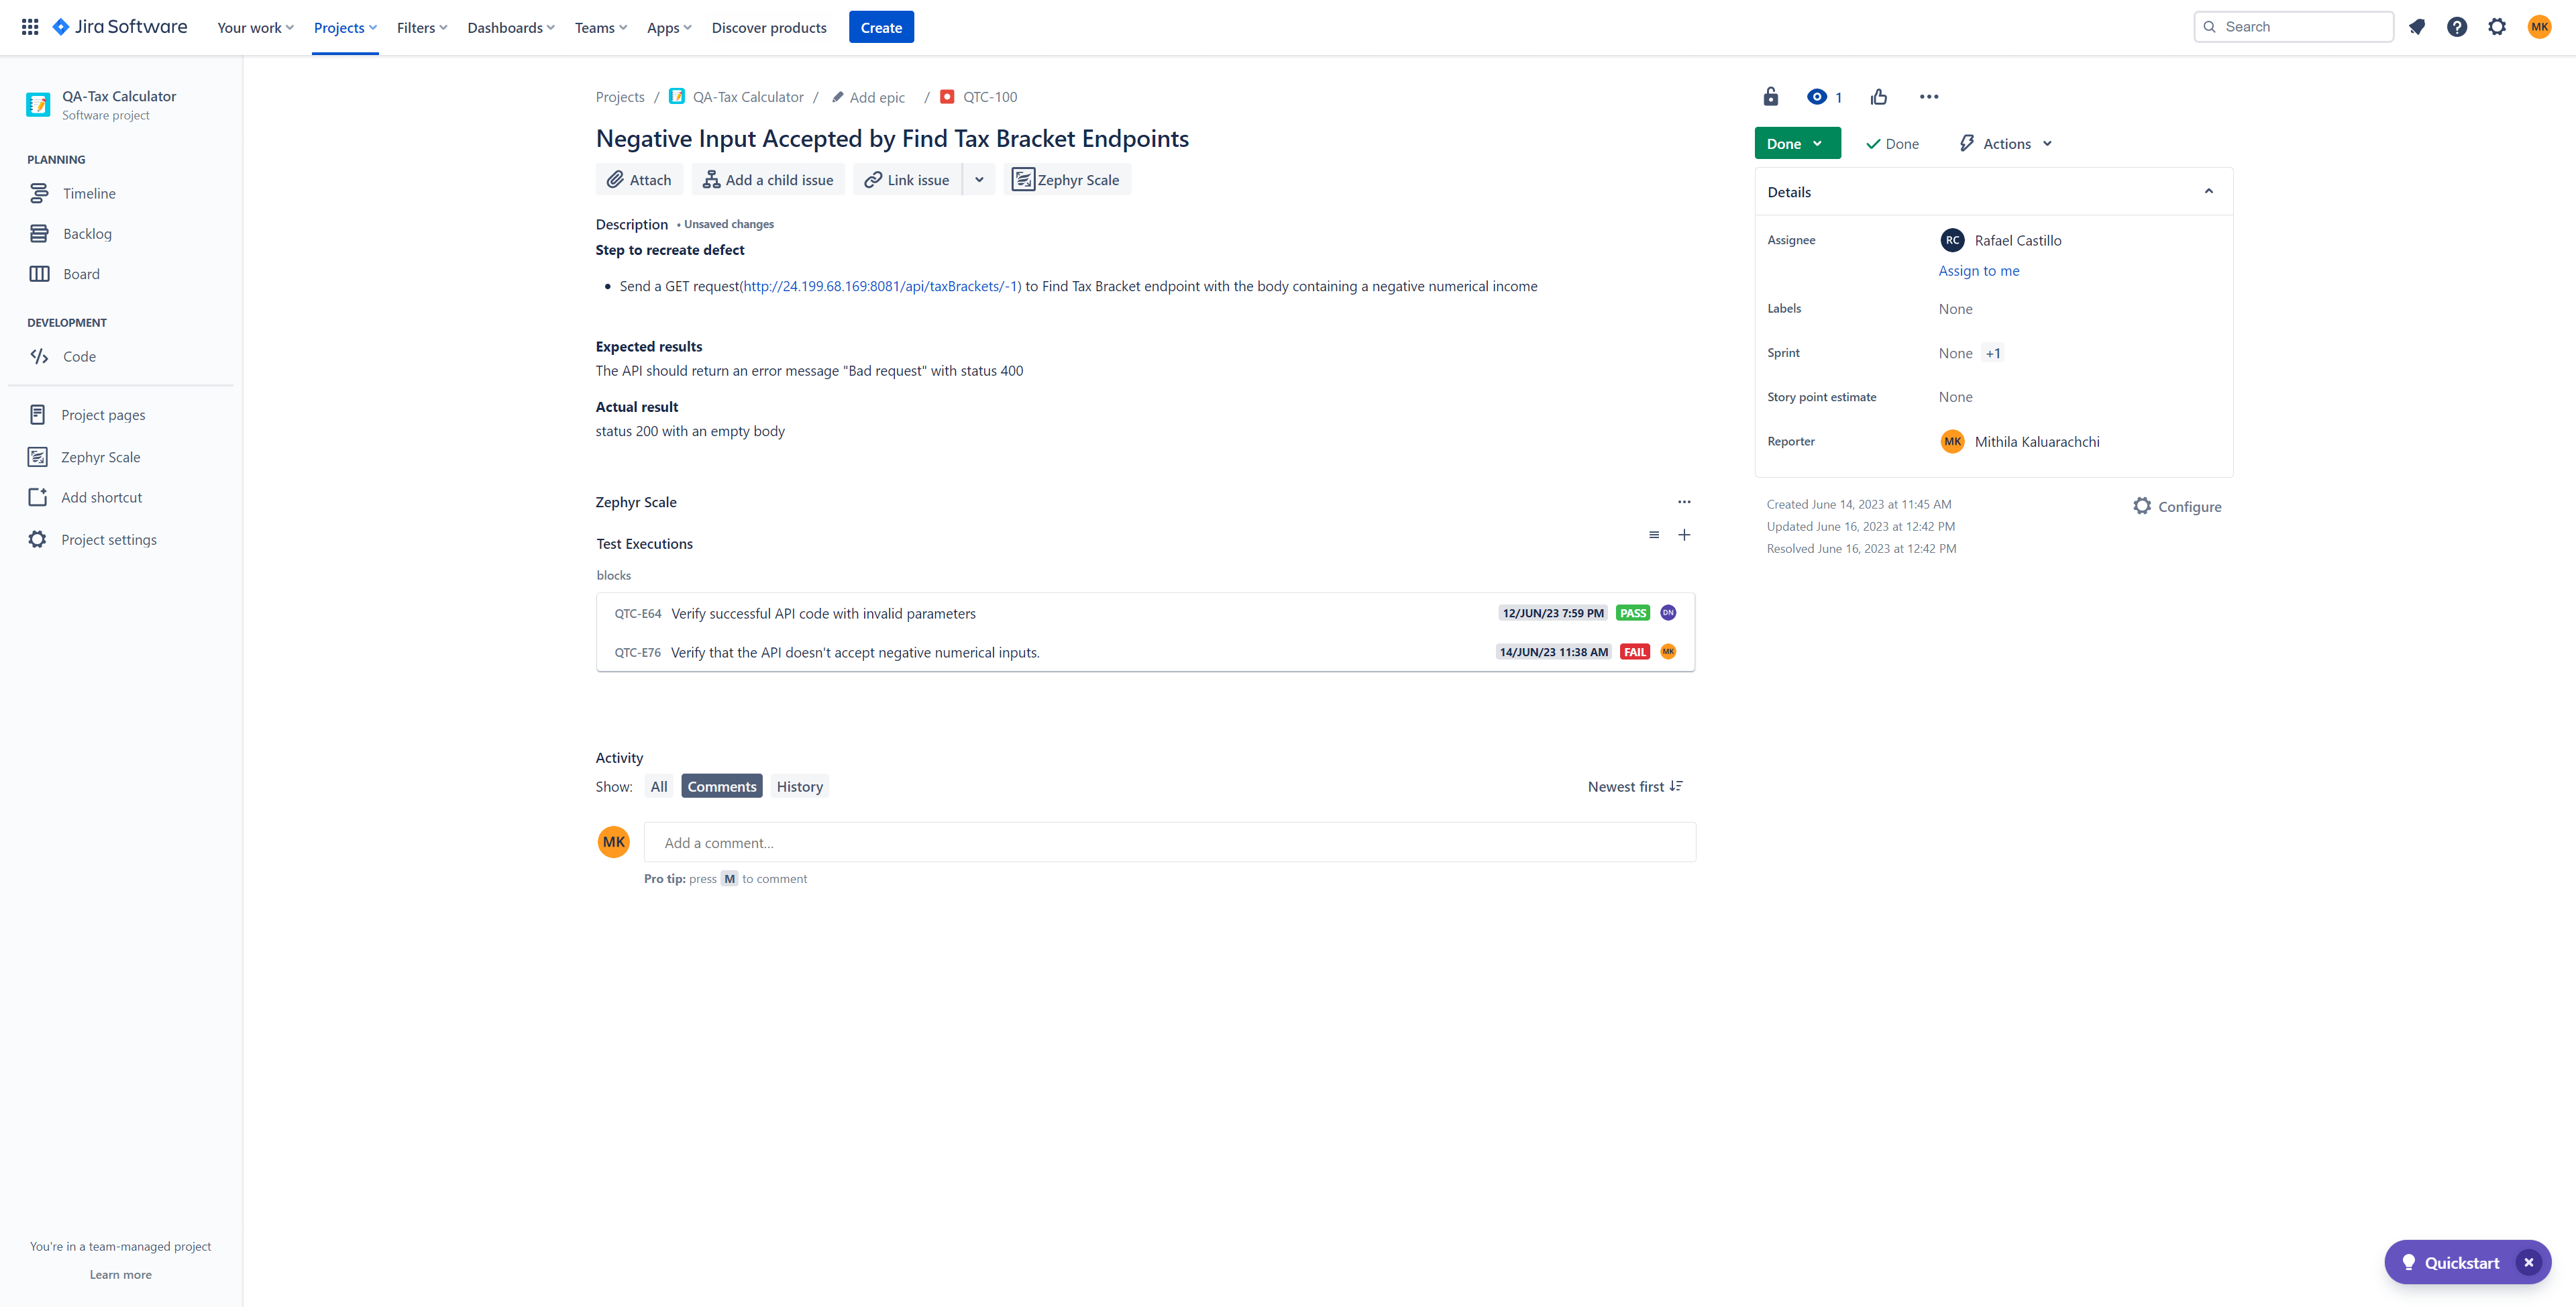 Jira Software
Your work
Projects
Filters
Dashboards
Teams
Apps
Discover products
Create
Search
MK
QA-Tax Calculator
Software project
PLANNING
Timeline
Backlog
Board
DEVELOPMENT
Code
Project pages
Zephyr Scale
Add shortcut
Project settings
You're in a team-managed project
Learn more
Projects / QA-Tax Calculator / Add epic / QTC-100
Negative Input Accepted by Find Tax Bracket Endpoints
Attach
Add a child issue
Link issue
Zephyr Scale
Description • Unsaved changes
Step to recreate defect
• Send a GET request(http://24.199.68.169:8081/api/taxBrackets/-1) to Find Tax Bracket endpoint with the body containing a negative numerical income
Expected results
The API should return an error message "Bad request" with status 400
Actual result
status 200 with an empty body
Zephyr Scale
Test Executions
blocks
QTC-E64 Verify successful API code with invalid parameters 12/JUN/23 7:59 PM PASS DN
QTC-E76 Verify that the API doesn't accept negative numerical inputs. 14/JUN/23 11:38 AM FAIL MK
Activity
Show: All Comments History Newest first
MK Add a comment...
Pro tip: press M to comment
1
Done
Done
Actions
Details
Assignee RC Rafael Castillo
Assign to me
Labels None
Sprint None +1
Story point estimate None
Reporter MK Mithila Kaluarachchi
Created June 14, 2023 at 11:45 AM
Updated June 16, 2023 at 12:42 PM
Resolved June 16, 2023 at 12:42 PM
Configure
Quickstart